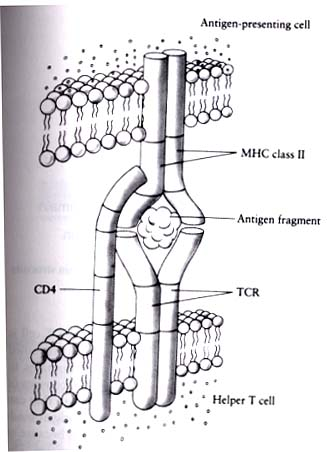 Antigen-presenting cell
MHC class II
Antigen fragment
CD4
TCR
Helper T cell